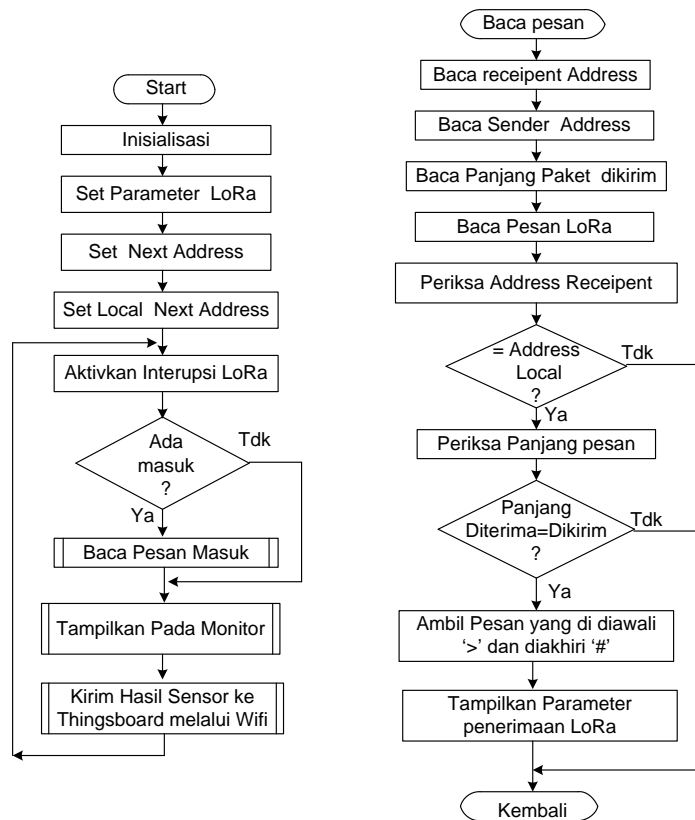 Start
Inisialisasi
Set Parameter LoRa
Set Next Address
Set Local Next Address
Aktivkan Interupsi LoRa
Ada
masuk
?
Tdk
Ya
Baca Pesan Masuk
Tampilkan Pada Monitor
Kirim Hasil Sensor ke
Thingsboard melalui Wifi
Baca pesan
Baca receipent Address
Baca Sender Address
Baca Panjang Paket dikirim
Baca Pesan LoRa
Periksa Address Receipent
= Address
Local
?
Tdk
Ya
Periksa Panjang pesan
Panjang
Diterima=Dikirim
?
Tdk
Ya
Ambil Pesan yang di diawali
‘>’ dan diakhiri ‘#’
Tampilkan Parameter
penerimaan LoRa
Kembali